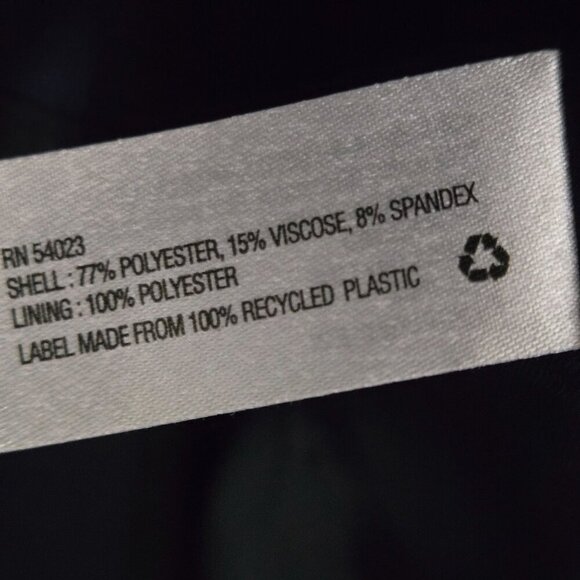 RN 54023
SHELL : 77% POLYESTER, 15% VISCOSE, 8% SPANDEX
LINING : 100% POLYESTER
LABEL MADE FROM 100% RECYCLED PLASTIC